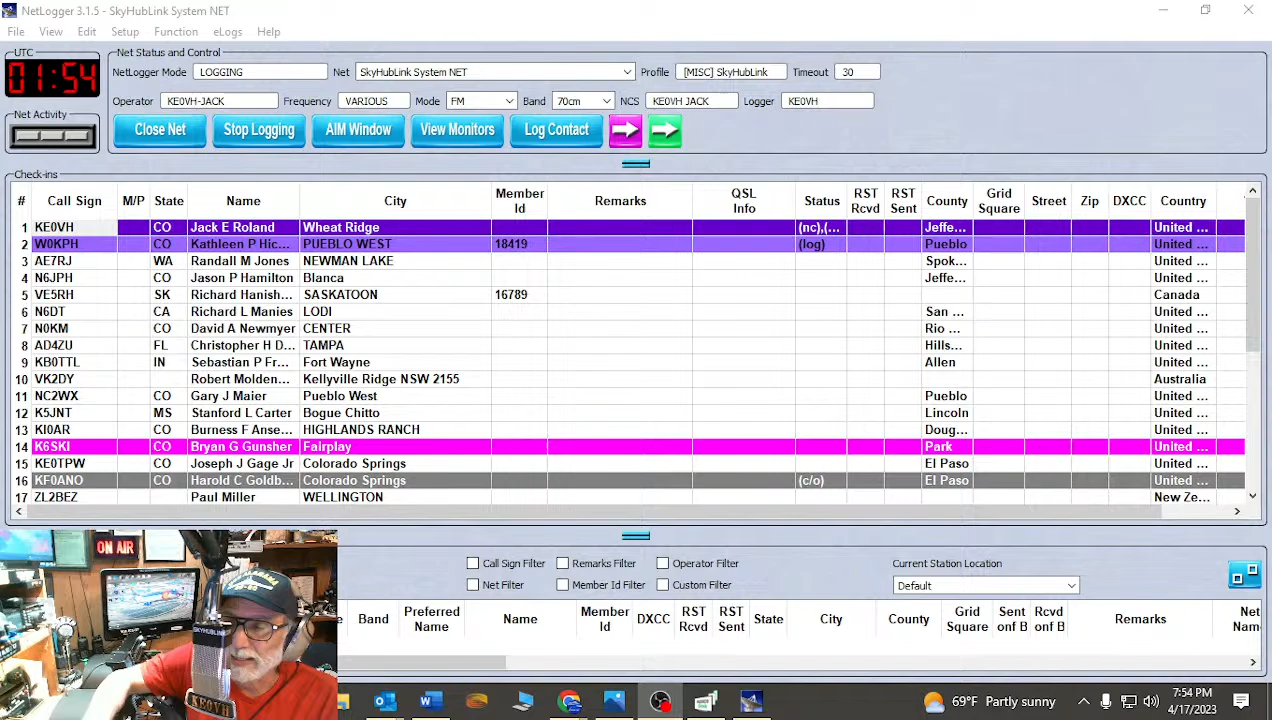 NetLogger 3.1.5 - SkyHubLink System NET
File View Edit Setup Function eLogs Help
UTC Net Status and Control
01:54
NetLogger Mode LOGGING Net SkyHubLink System NET Profile [MISC] SkyHubLink Timeout 30
Operator KE0VH-JACK Frequency VARIOUS Mode FM Band 70cm NCS KE0VH JACK Logger KE0VH
Net Activity
Close Net Stop Logging AIM Window View Monitors Log Contact
Check-ins
# Call Sign M/P State Name City Member Id Remarks QSL Info Status RST Rcvd RST Sent County Grid Square Street Zip DXCC Country
1 KE0VH CO Jack E Roland Wheat Ridge (nc),(... Jeffe... United ...
2 W0KPH CO Kathleen P Hic... PUEBLO WEST 18419 (log) Pueblo United ...
3 AE7RJ WA Randall M Jones NEWMAN LAKE Spok... United ...
4 N6JPH CO Jason P Hamilton Blanca Jeffe... United ...
5 VE5RH SK Richard Hanish... SASKATOON 16789 Canada
6 N6DT CA Richard L Manies LODI San ... United ...
7 N0KM CO David A Newmyer CENTER Rio ... United ...
8 AD4ZU FL Christopher H D... TAMPA Hills... United ...
9 KB0TTL IN Sebastian P Fr... Fort Wayne Allen United ...
10 VK2DY Robert Molden... Kellyville Ridge NSW 2155 Australia
11 NC2WX CO Gary J Maier Pueblo West Pueblo United ...
12 K5JNT MS Stanford L Carter Bogue Chitto Lincoln United ...
13 KI0AR CO Burness F Anse... HIGHLANDS RANCH Doug... United ...
14 K6SKI CO Bryan G Gunsher Fairplay Park United ...
15 KE0TPW CO Joseph J Gage Jr Colorado Springs El Paso United ...
16 KF0ANO CO Harold C Goldb... Colorado Springs (c/o) El Paso United ...
17 ZL2BEZ Paul Miller WELLINGTON New Ze...
ON AIR
Call Sign Filter Remarks Filter Operator Filter Current Station Location
Net Filter Member Id Filter Custom Filter Default
Band Preferred Name Name Member Id DXCC RST Rcvd RST Sent State City County Grid Square Sent onf B Rcvd onf B Remarks Net Name
SKYHUBLINK
KE0VH
69°F Partly sunny 7:54 PM
4/17/2023